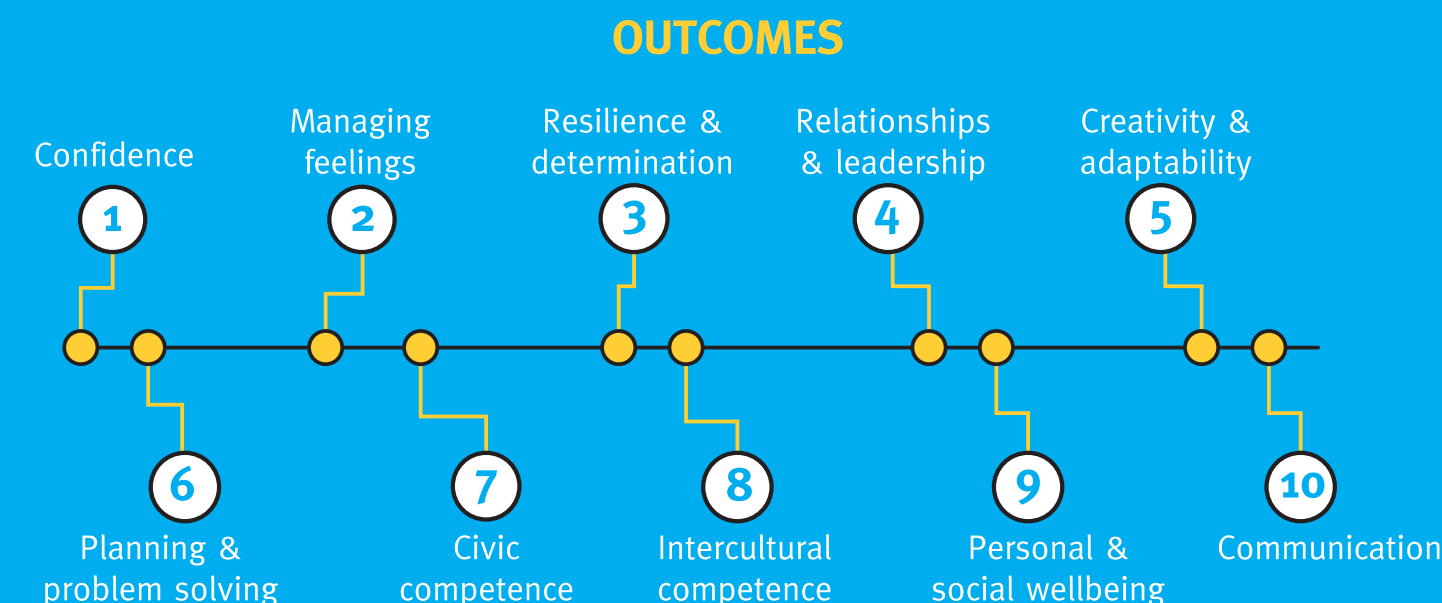 OUTCOMES
Confidence
1
Managing
feelings
2
Resilience &
determination
3
Relationships
& leadership
4
Creativity &
adaptability
5
6
Planning &
problem solving
7
Civic
competence
8
Intercultural
competence
9
Personal &
social wellbeing
10
Communication